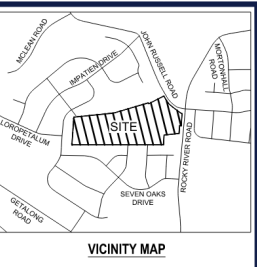 MCLEAN ROAD
IMPATIEN DRIVE
JOHN RUSSELL ROAD
MORTONHALL
ROAD
LOROPETALUM
DRIVE
SITE
ROCKY RIVER ROAD
SEVEN OAKS
DRIVE
GETALONG
ROAD
VICINITY MAP